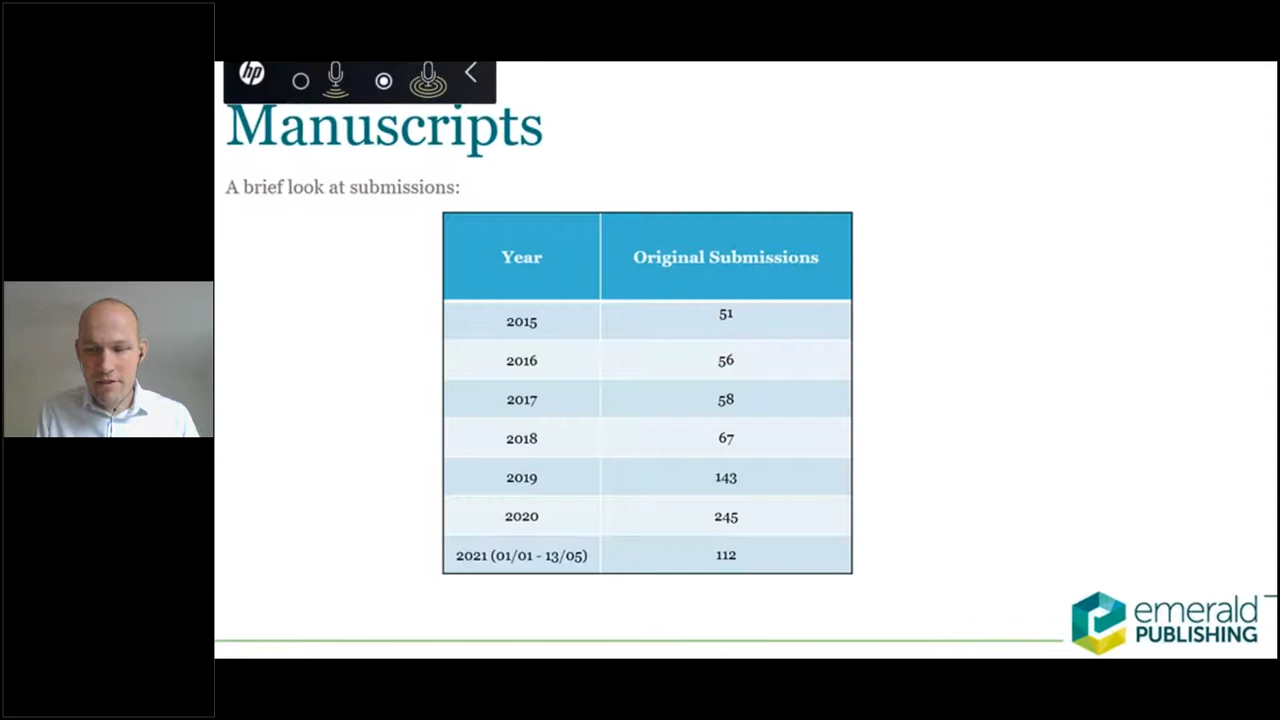 hp
Manuscripts
A brief look at submissions:
Year Original Submissions
2015 51
2016 56
2017 58
2018 67
2019 143
2020 245
2021 (01/01 - 13/05) 112
emerald
PUBLISHING